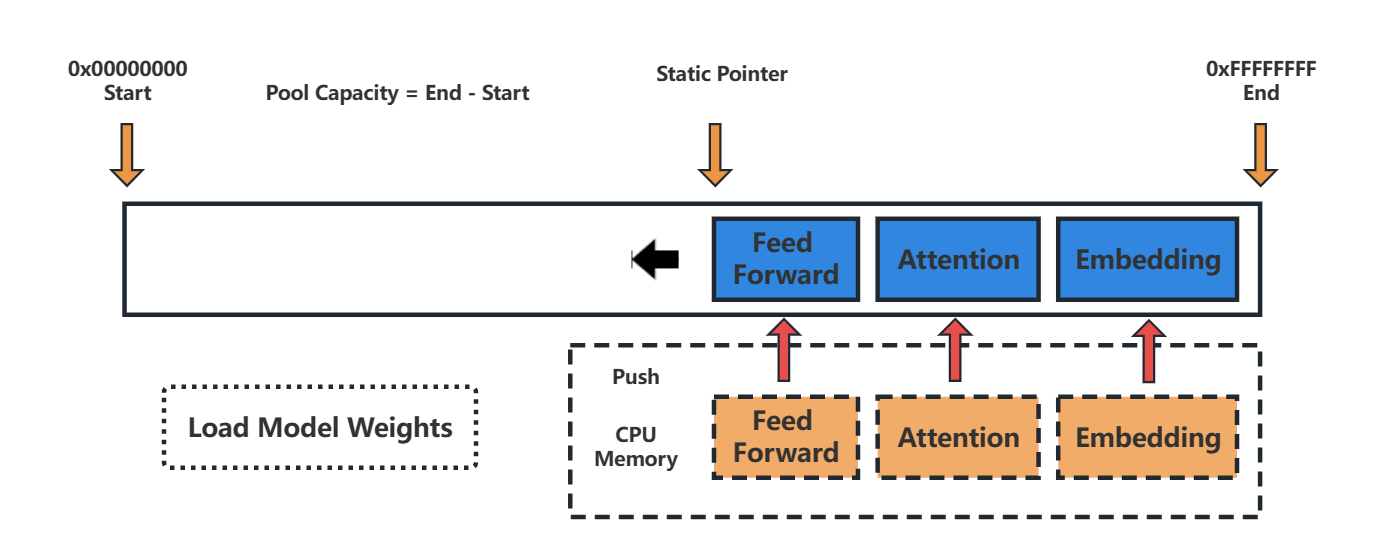 0x00000000
Start
Pool Capacity = End - Start
Static Pointer
0xFFFFFFFF
End
Feed
Forward
Attention
Embedding
Push
CPU
Memory
Feed
Forward
Attention
Embedding
Load Model Weights